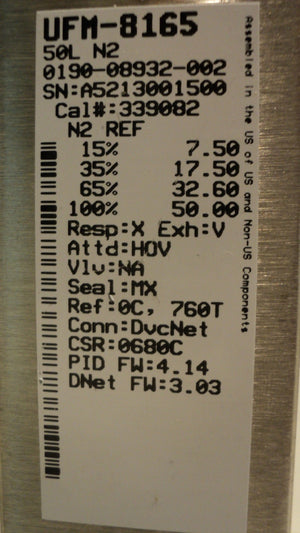 UFM-8165
50L N2
0190-08932-002
SN:A5213001500
Cal#:339082
N2 REF
15% 7.50
35% 17.50
65% 32.60
100% 50.00
Resp:X Exh:V
Attd:HOV
Vlv:NA
Seal:MX
Ref:0C, 760T
Conn:DvcNet
CSR:0680C
PID FW:4.14
DNet FW:3.03
Assembled in the US of US and Non-US Components